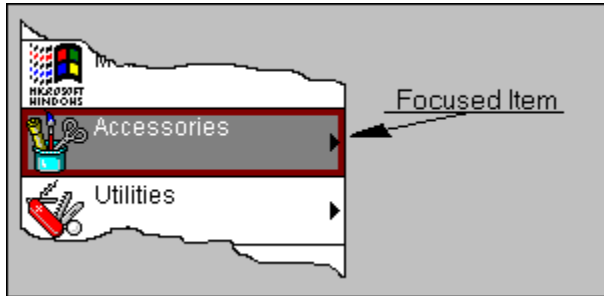 MICROSOFT
WINDOWS
Accessories
Focused Item
Utilities